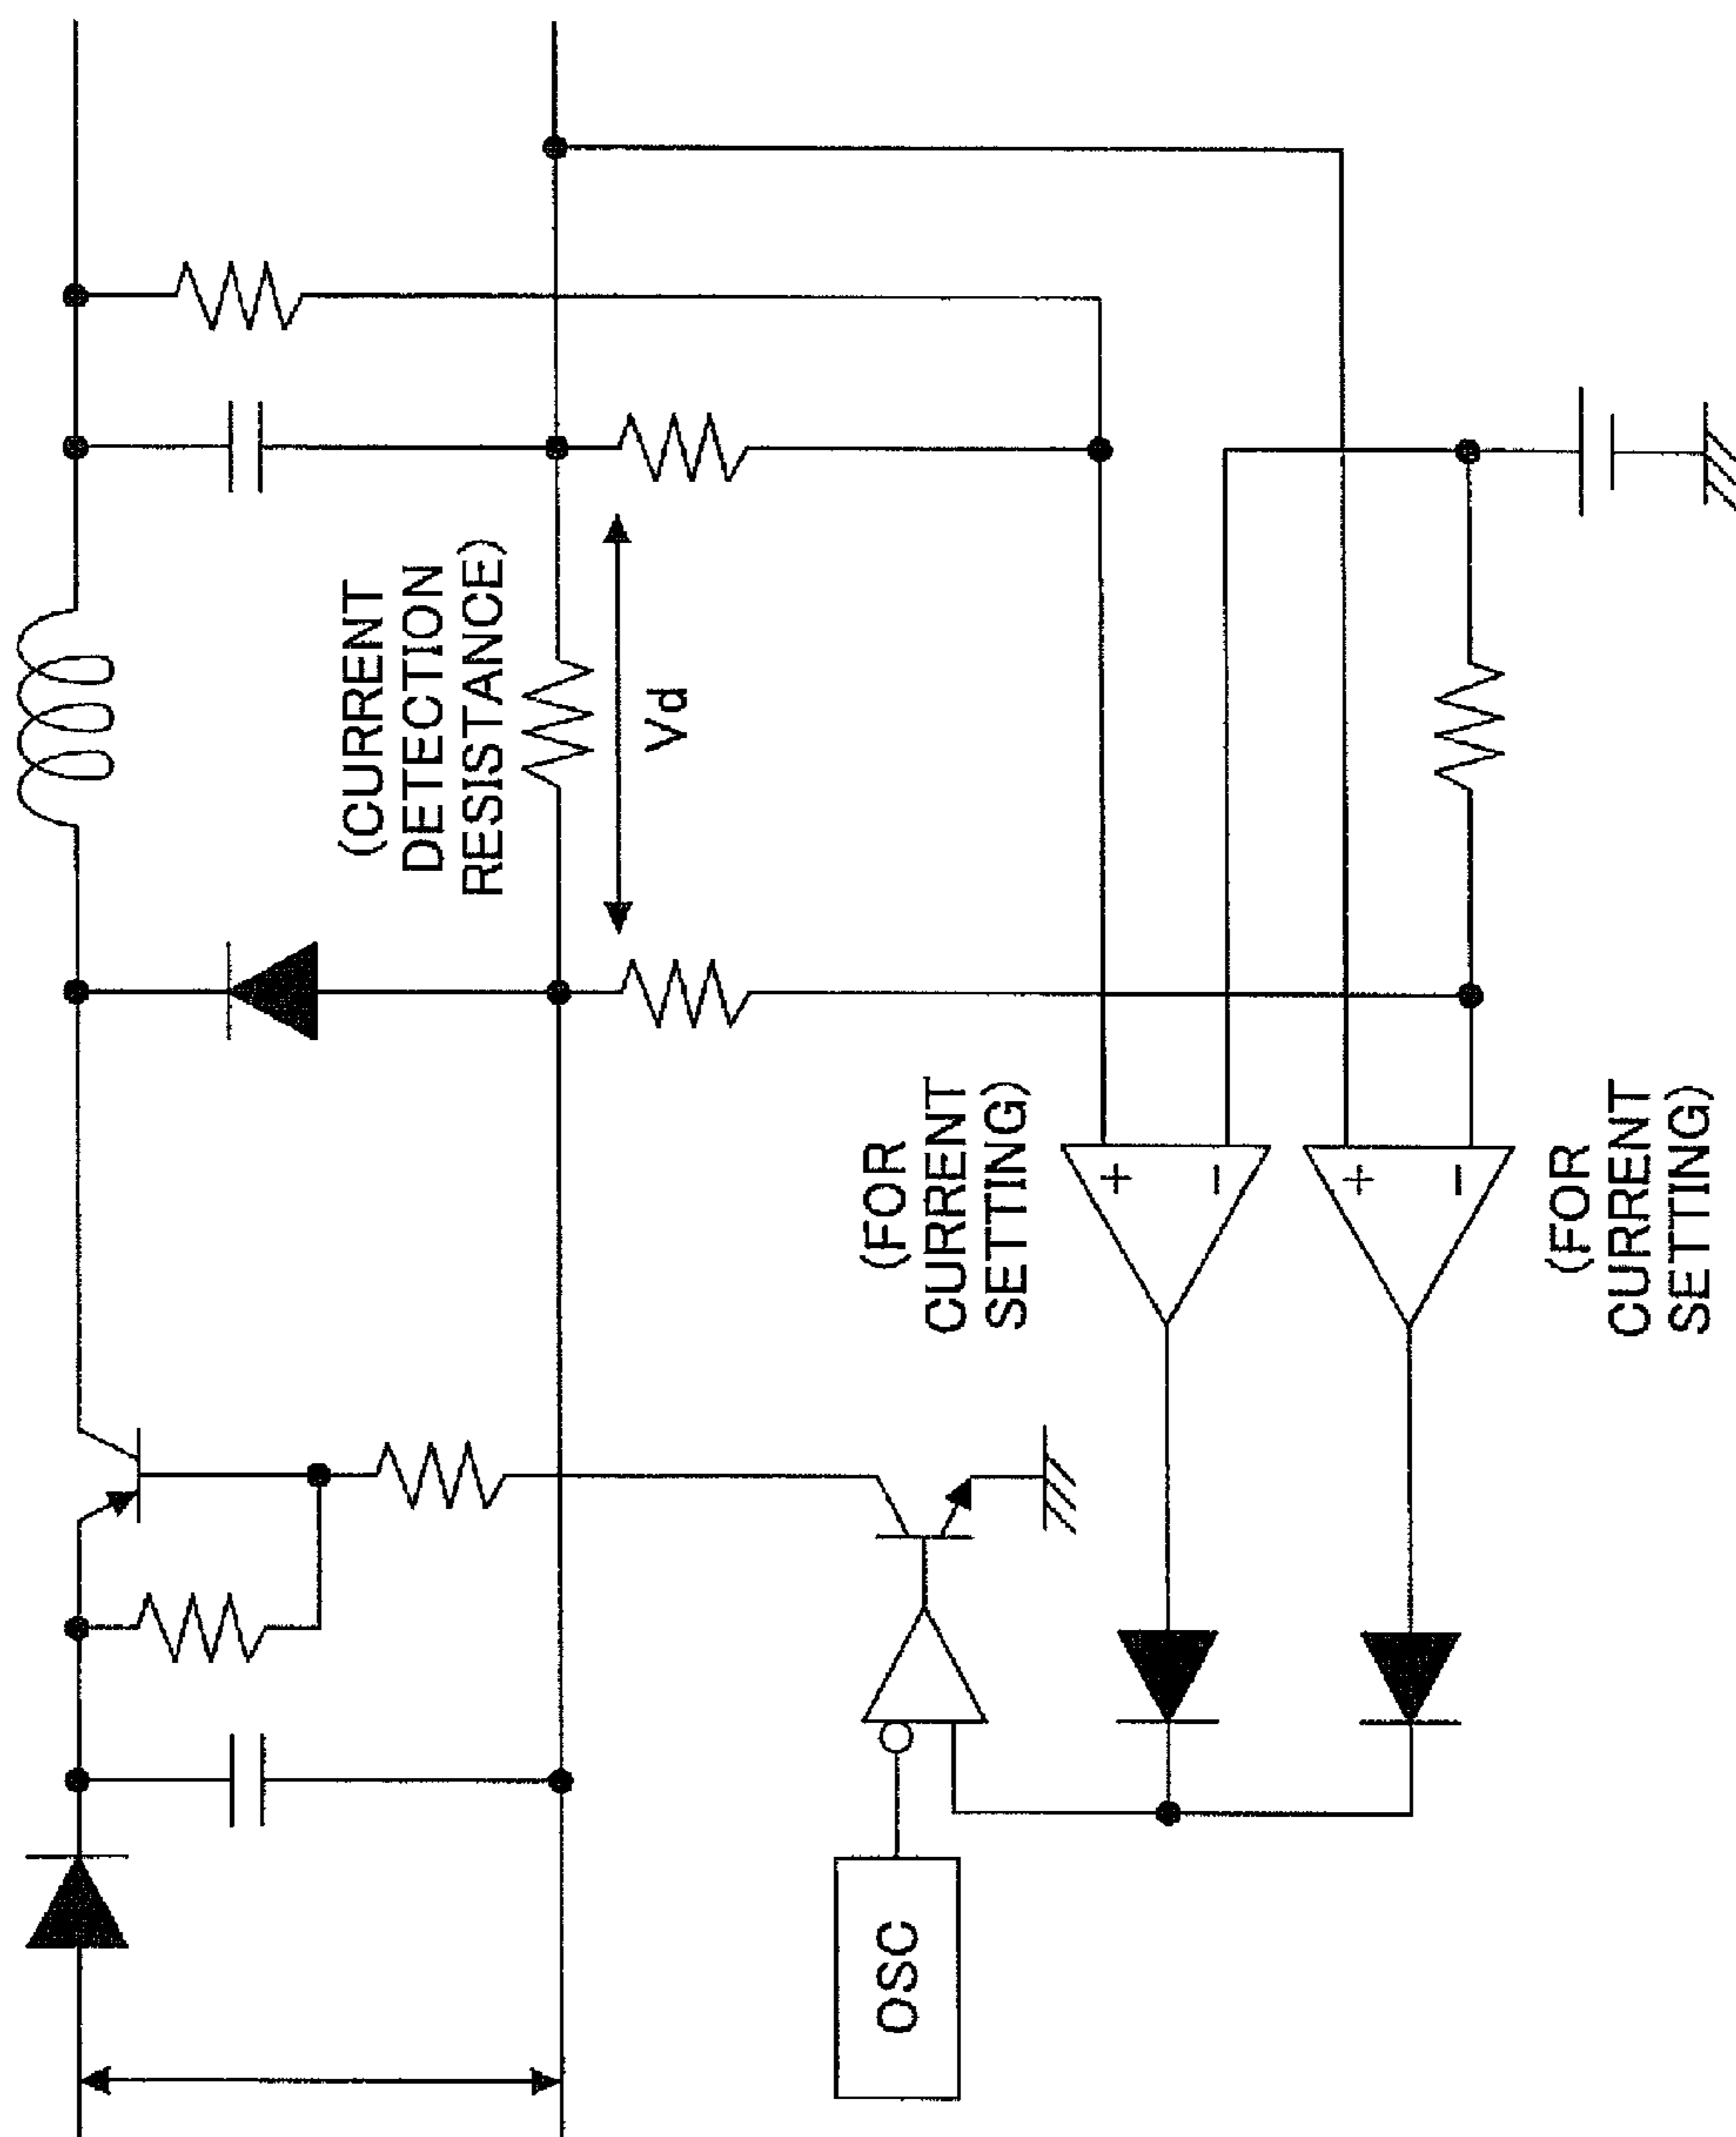 (CURRENT
DETECTION
RESISTANCE)
Vd
(FOR
CURRENT
SETTING)
+
−
+
−
(FOR
CURRENT
SETTING)
OSC